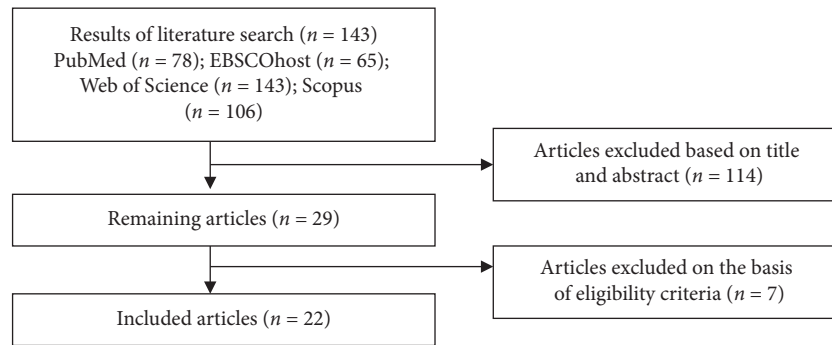 Results of literature search (n = 143)
PubMed (n = 78); EBSCOhost (n = 65);
Web of Science (n = 143); Scopus
(n = 106)
Articles excluded based on title
and abstract (n = 114)
Remaining articles (n = 29)
Articles excluded on the basis
of eligibility criteria (n = 7)
Included articles (n = 22)